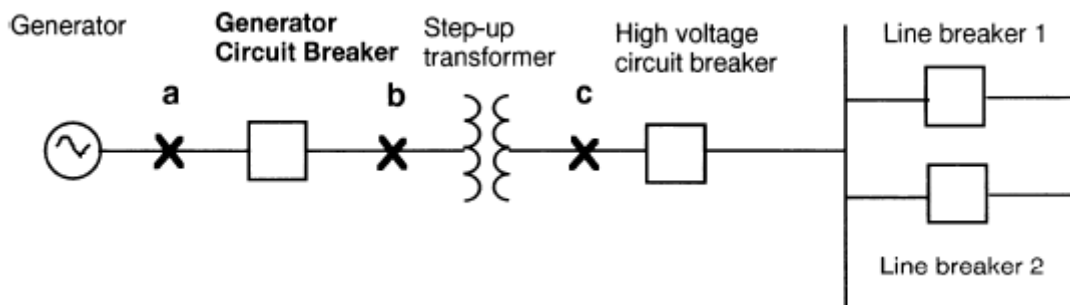 Generator
Generator
Circuit Breaker
Step-up
transformer
High voltage
circuit breaker
Line breaker 1
a
b
c
Line breaker 2